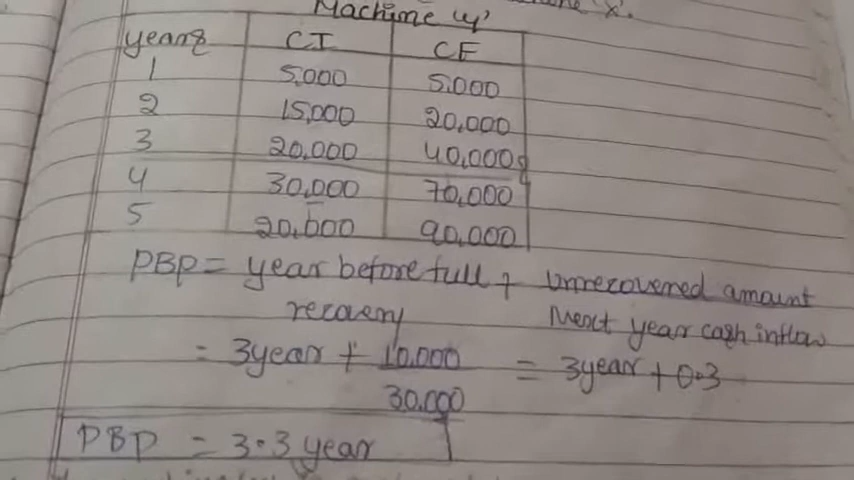 Machine 'y'
years CI CF
1 5,000 5,000
2 15,000 20,000
3 20,000 40,000
4 30,000 70,000
5 20,000 90,000
PBP = year before full + Unrecovered amount
recovery Next year cash inflow
= 3year + 10,000 = 3year + 0.3
30,000
PBP = 3.3 year